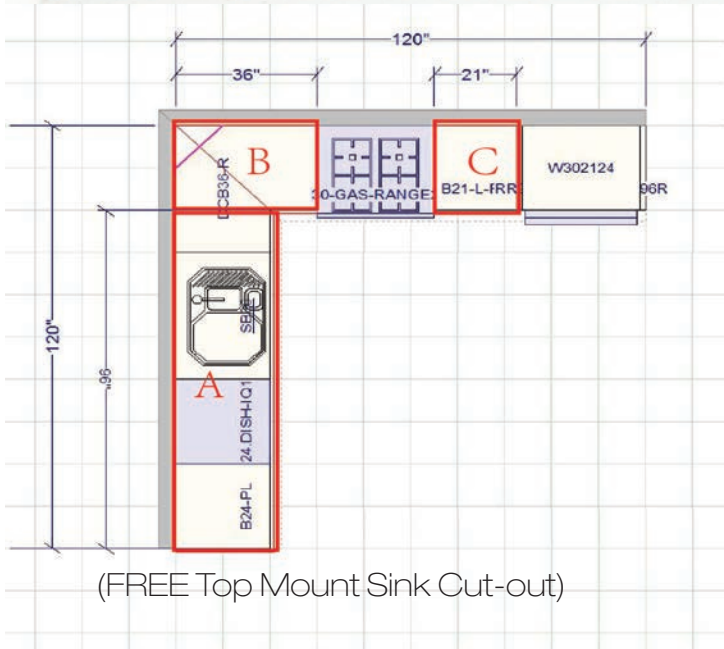 120"
36"
21"
B
C
DCB36-R
30-GAS-RANGE
B21-L-FRR
W302124
96R
120"
96"
SB
A
24.DISH-IQ1
B24-PL
(FREE Top Mount Sink Cut-out)